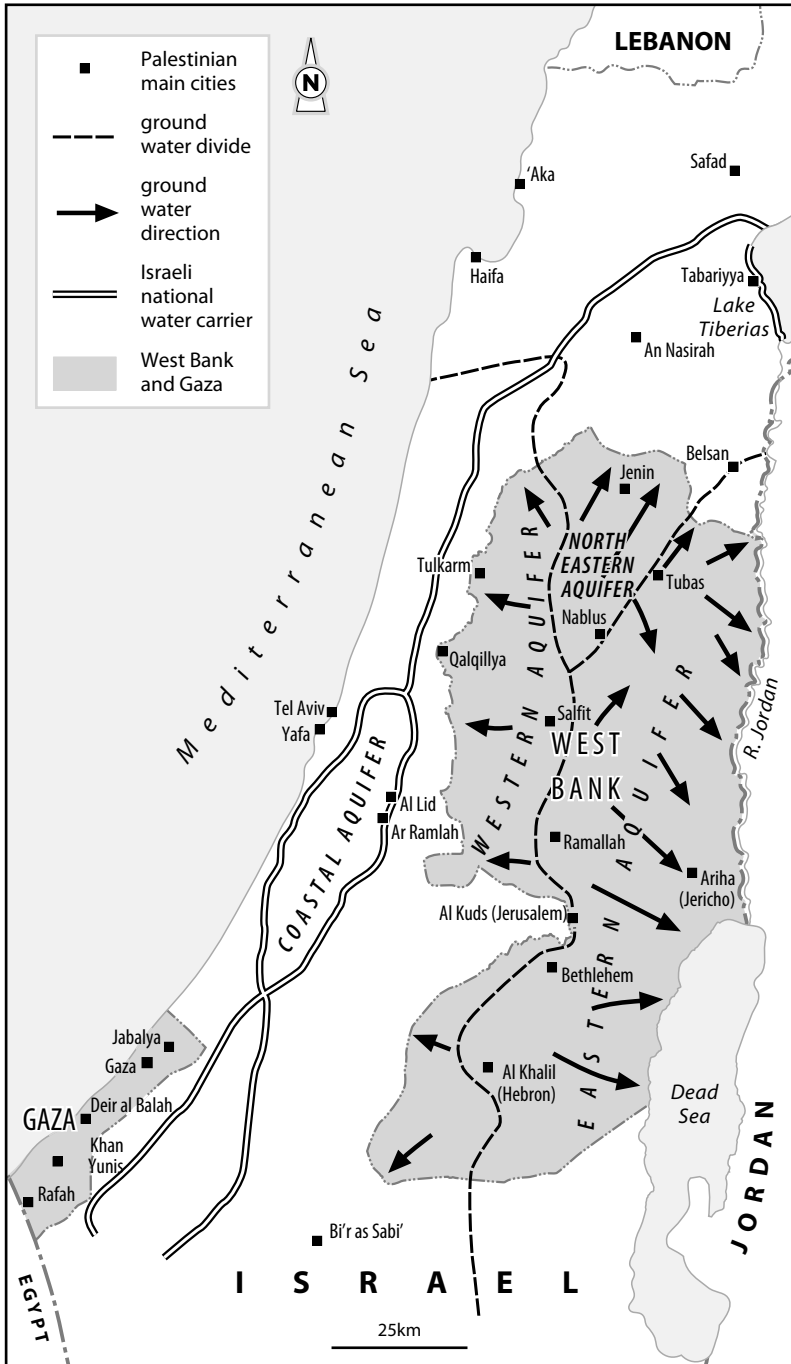 Palestinian
main cities
ground
water divide
ground
water
direction
Israeli
national
water carrier
West Bank
and Gaza
N
LEBANON
Safad
'Aka
Haifa
Tabariyya
Lake
Tiberias
An Nasirah
Mediterranean Sea
Belsan
Jenin
NORTH
EASTERN
AQUIFER
Tulkarm
Tubas
Nablus
WESTERN AQUIFER
Qalqillya
Tel Aviv
Yafa
Salfit
WEST
BANK
R. Jordan
EASTERN AQUIFER
COASTAL AQUIFER
Al Lid
Ar Ramlah
Ramallah
Ariha
(Jericho)
Al Kuds (Jerusalem)
Bethlehem
Jabalya
Gaza
Al Khalil
(Hebron)
Dead
Sea
GAZA
Deir al Balah
Khan
Yunis
Rafah
JORDAN
Bi'r as Sabi'
EGYPT
ISRAEL
25km